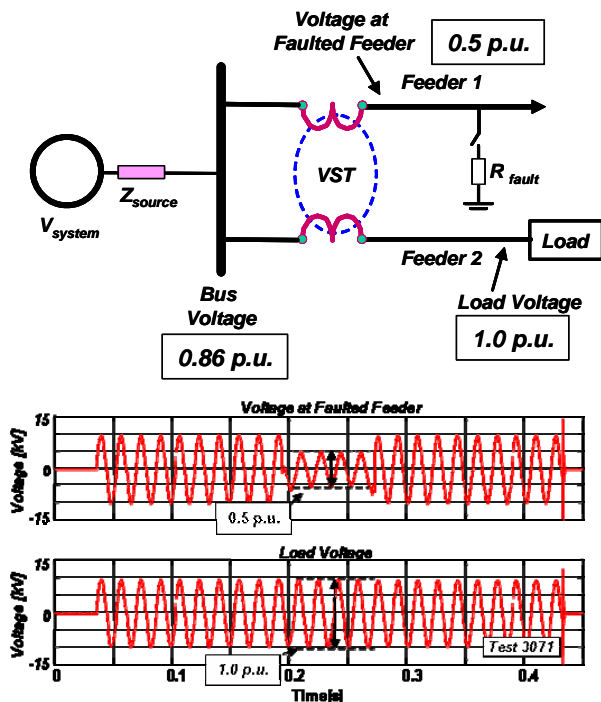 Voltage at
Faulted Feeder
0.5 p.u.
Feeder 1
VST
R fault
Z source
V system
Feeder 2
Load
Bus
Voltage
0.86 p.u.
Load Voltage
1.0 p.u.
Voltage at Faulted Feeder
Voltage [kV]
15
-15
0.5 p.u.
Load Voltage
Voltage [kV]
15
-15
1.0 p.u.
Test 3071
0 0.1 0.2 0.3 0.4
Time[s]